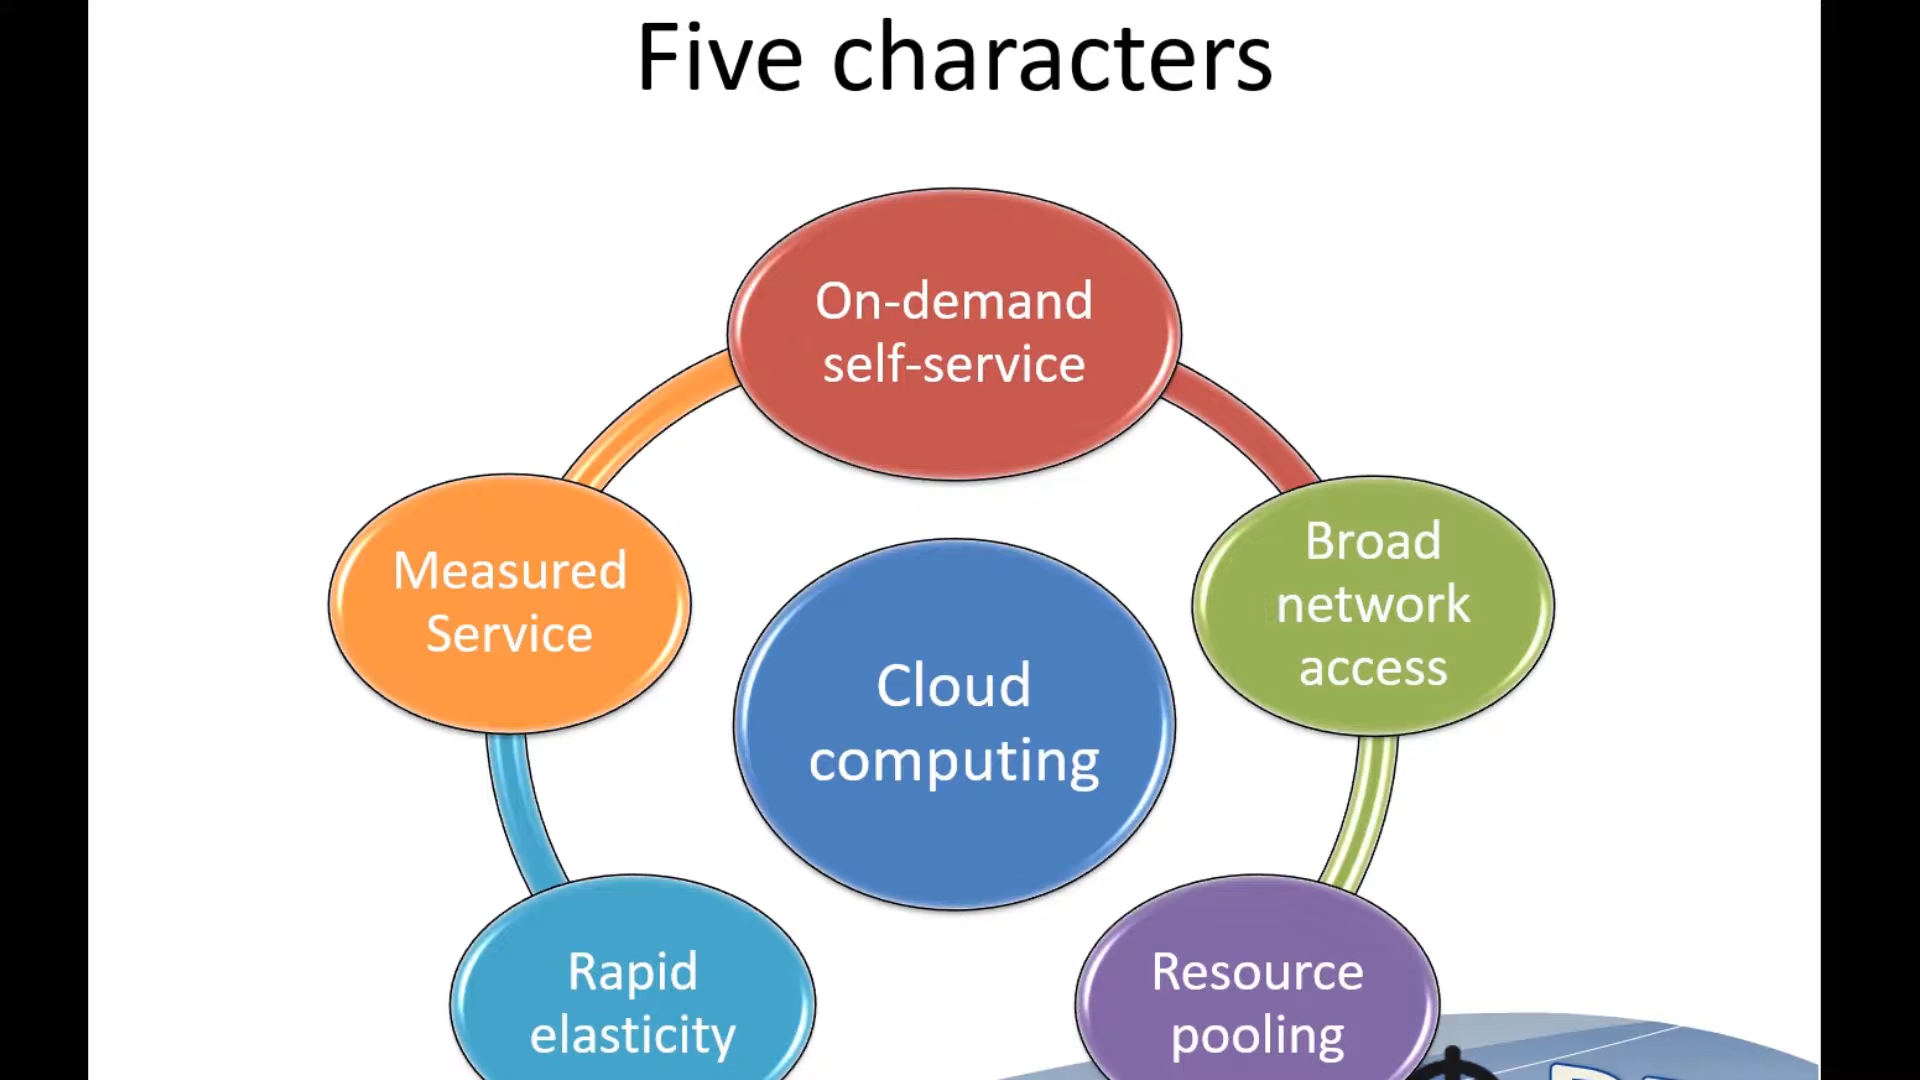 Five characters
On-demand
self-service
Measured
Service
Broad
network
access
Cloud
computing
Rapid
elasticity
Resource
pooling